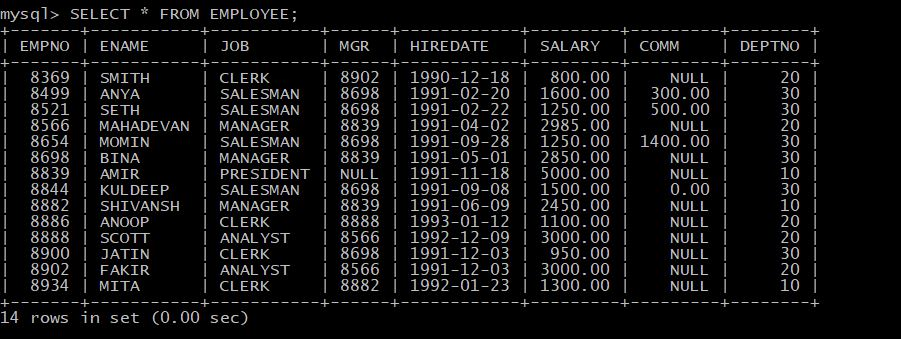 mysql> SELECT * FROM EMPLOYEE;
+-------+-----------+-----------+------+------------+---------+---------+--------+
| EMPNO | ENAME     | JOB       | MGR  | HIREDATE   | SALARY  | COMM    | DEPTNO |
+-------+-----------+-----------+------+------------+---------+---------+--------+
|  8369 | SMITH     | CLERK     | 8902 | 1990-12-18 |  800.00 |    NULL |     20 |
|  8499 | ANYA      | SALESMAN  | 8698 | 1991-02-20 | 1600.00 |  300.00 |     30 |
|  8521 | SETH      | SALESMAN  | 8698 | 1991-02-22 | 1250.00 |  500.00 |     30 |
|  8566 | MAHADEVAN | MANAGER   | 8839 | 1991-04-02 | 2985.00 |    NULL |     20 |
|  8654 | MOMIN     | SALESMAN  | 8698 | 1991-09-28 | 1250.00 | 1400.00 |     30 |
|  8698 | BINA      | MANAGER   | 8839 | 1991-05-01 | 2850.00 |    NULL |     30 |
|  8839 | AMIR      | PRESIDENT | NULL | 1991-11-18 | 5000.00 |    NULL |     10 |
|  8844 | KULDEEP   | SALESMAN  | 8698 | 1991-09-08 | 1500.00 |    0.00 |     30 |
|  8882 | SHIVANSH  | MANAGER   | 8839 | 1991-06-09 | 2450.00 |    NULL |     10 |
|  8886 | ANOOP     | CLERK     | 8888 | 1993-01-12 | 1100.00 |    NULL |     20 |
|  8888 | SCOTT     | ANALYST   | 8566 | 1992-12-09 | 3000.00 |    NULL |     20 |
|  8900 | JATIN     | CLERK     | 8698 | 1991-12-03 |  950.00 |    NULL |     30 |
|  8902 | FAKIR     | ANALYST   | 8566 | 1991-12-03 | 3000.00 |    NULL |     20 |
|  8934 | MITA      | CLERK     | 8882 | 1992-01-23 | 1300.00 |    NULL |     10 |
+-------+-----------+-----------+------+------------+---------+---------+--------+
14 rows in set (0.00 sec)